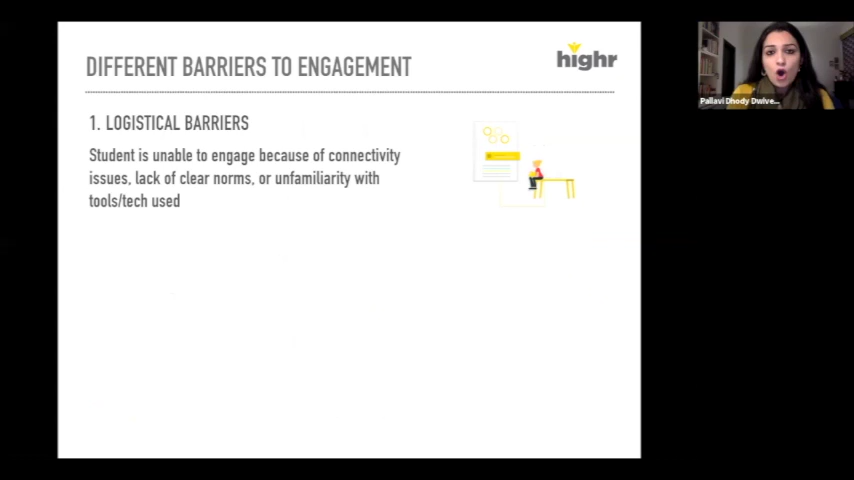 DIFFERENT BARRIERS TO ENGAGEMENT
highr
1. LOGISTICAL BARRIERS
Student is unable to engage because of connectivity
issues, lack of clear norms, or unfamiliarity with
tools/tech used
Pallavi Dhody Dwive...